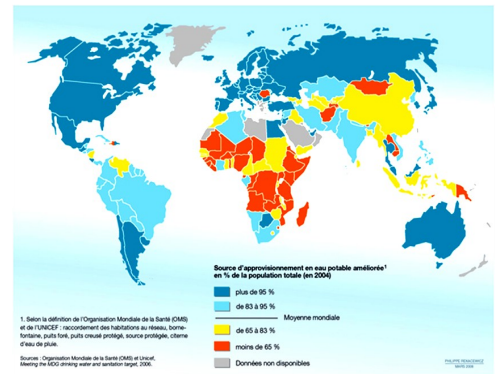 Source d'approvisionnement en eau potable améliorée1
en % de la population totale (en 2004)
plus de 95 %
de 83 à 95 %
Moyenne mondiale
de 65 à 83 %
moins de 65 %
Données non disponibles
1. Selon la définition de l'Organisation Mondiale de la Santé (OMS)
et de l'UNICEF : raccordement des habitations au réseau, borne-
fontaine, puits foré, puits creusé protégé, source protégée, citerne
d'eau de pluie.
Sources : Organisation Mondiale de la Santé (OMS) et Unicef,
Meeting the MDG drinking water and sanitation target, 2006.
PHILIPPE REKACEWICZ
MARS 2008